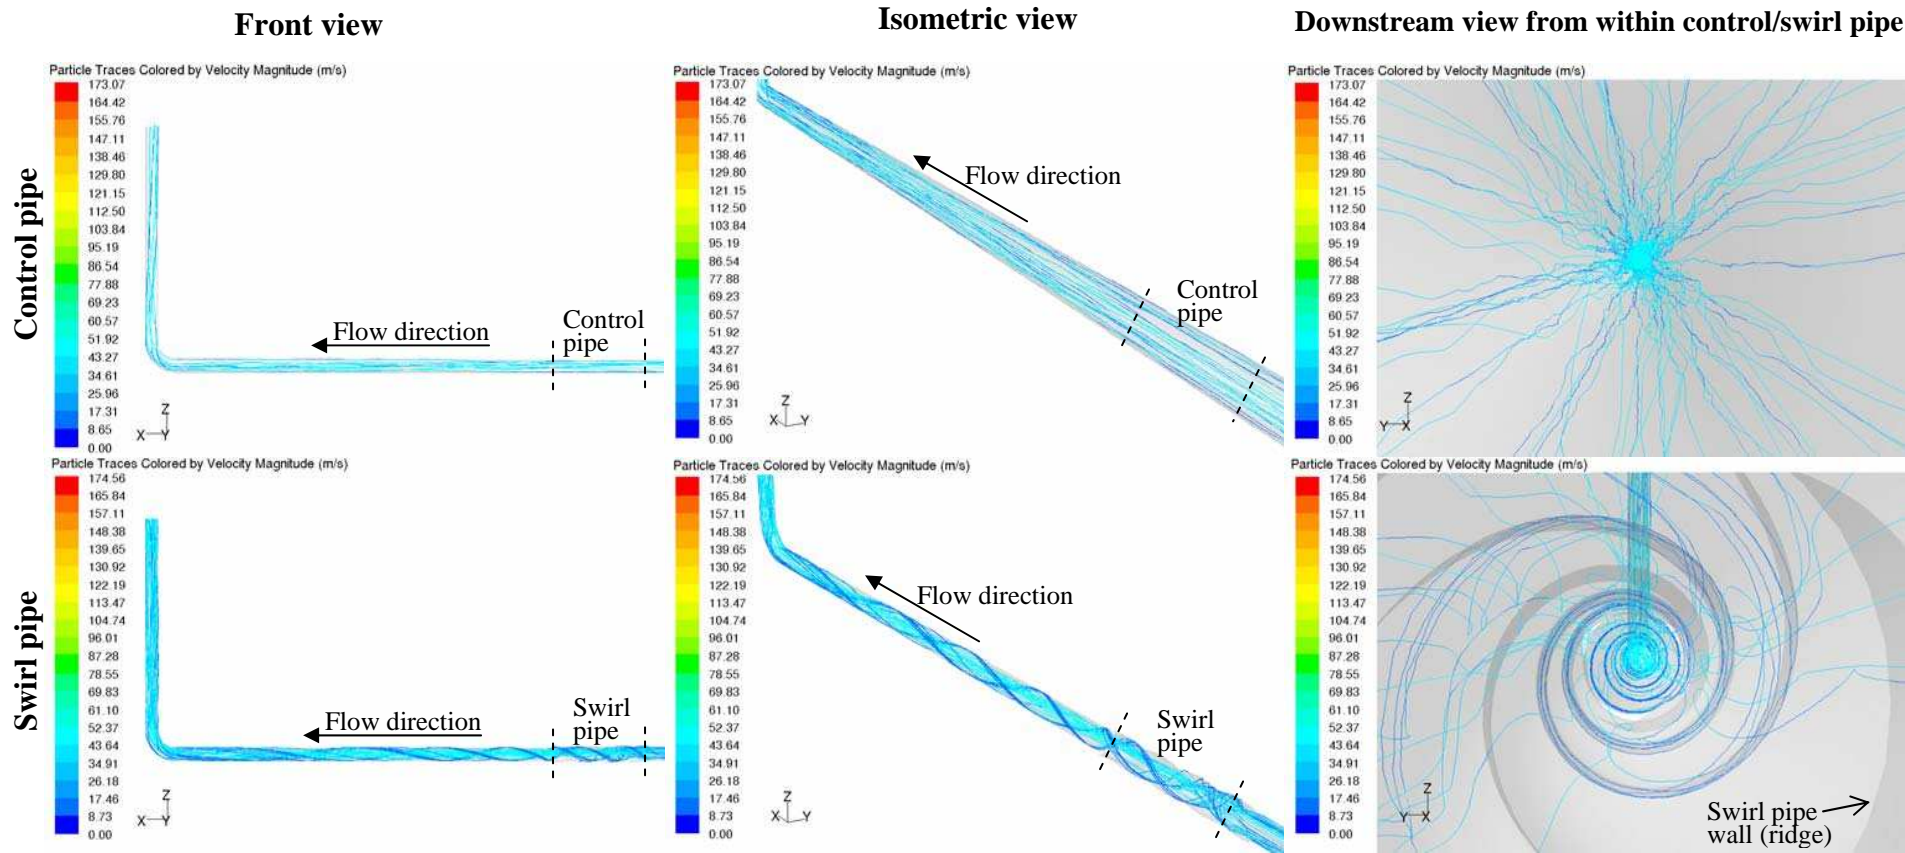 Front view
Isometric view
Downstream view from within control/swirl pipe
Control pipe
Particle Traces Colored by Velocity Magnitude (m/s)
173.07
164.42
155.76
147.11
138.46
129.80
121.15
112.50
103.84
95.19
86.54
77.88
69.23
60.57
51.92
43.27
34.61
25.96
17.31
8.65
0.00
Flow direction
Control
pipe
Z
X
Y
Particle Traces Colored by Velocity Magnitude (m/s)
173.07
164.42
155.76
147.11
138.46
129.80
121.15
112.50
103.84
95.19
86.54
77.88
69.23
60.57
51.92
43.27
34.61
25.96
17.31
8.65
0.00
Flow direction
Control
pipe
Z
X
Y
Particle Traces Colored by Velocity Magnitude (m/s)
173.07
164.42
155.76
147.11
138.46
129.80
121.15
112.50
103.84
95.19
86.54
77.88
69.23
60.57
51.92
43.27
34.61
25.96
17.31
8.65
0.00
Z
Y
X
Swirl pipe
Particle Traces Colored by Velocity Magnitude (m/s)
174.56
165.84
157.11
148.38
139.65
130.92
122.19
113.47
104.74
96.01
87.28
78.55
69.83
61.10
52.37
43.64
34.91
26.18
17.46
8.73
0.00
Flow direction
Swirl
pipe
Z
X
Y
Particle Traces Colored by Velocity Magnitude (m/s)
174.56
165.84
157.11
148.38
139.65
130.92
122.19
113.47
104.74
96.01
87.28
78.55
69.83
61.10
52.37
43.64
34.91
26.18
17.46
8.73
0.00
Flow direction
Swirl
pipe
Z
X
Y
Particle Traces Colored by Velocity Magnitude (m/s)
174.56
165.84
157.11
148.38
139.65
130.92
122.19
113.47
104.74
96.01
87.28
78.55
69.83
61.10
52.37
43.64
34.91
26.18
17.46
8.73
0.00
Z
Y
X
Swirl pipe
wall (ridge)